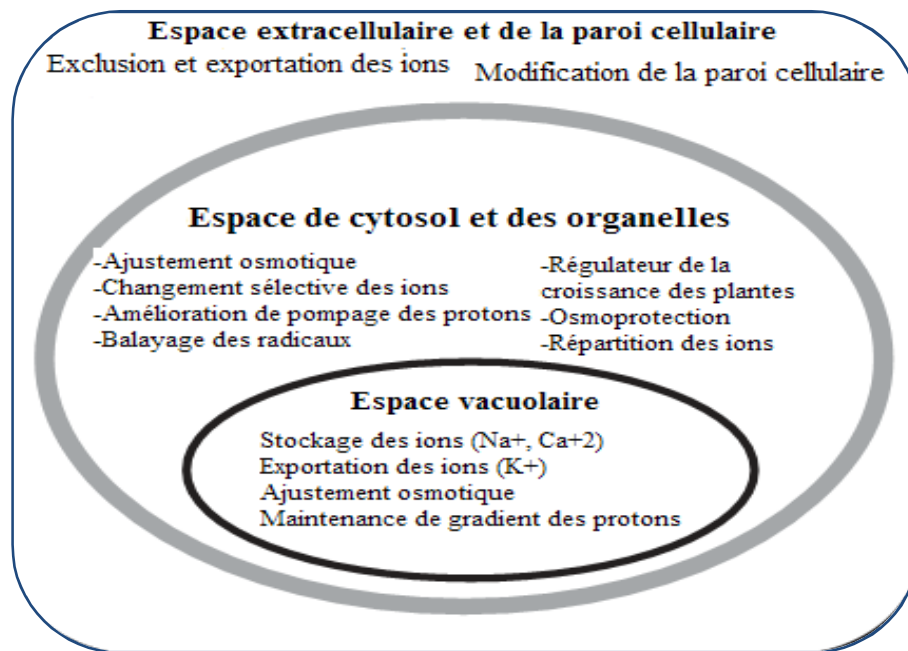 Espace extracellulaire et de la paroi cellulaire
Exclusion et exportation des ions
Modification de la paroi cellulaire
Espace de cytosol et des organelles
-Ajustement osmotique
-Changement sélective des ions
-Amélioration de pompage des protons
-Balayage des radicaux
-Régulateur de la
croissance des plantes
-Osmoprotection
-Répartition des ions
Espace vacuolaire
Stockage des ions (Na+, Ca+2)
Exportation des ions (K+)
Ajustement osmotique
Maintenance de gradient des protons